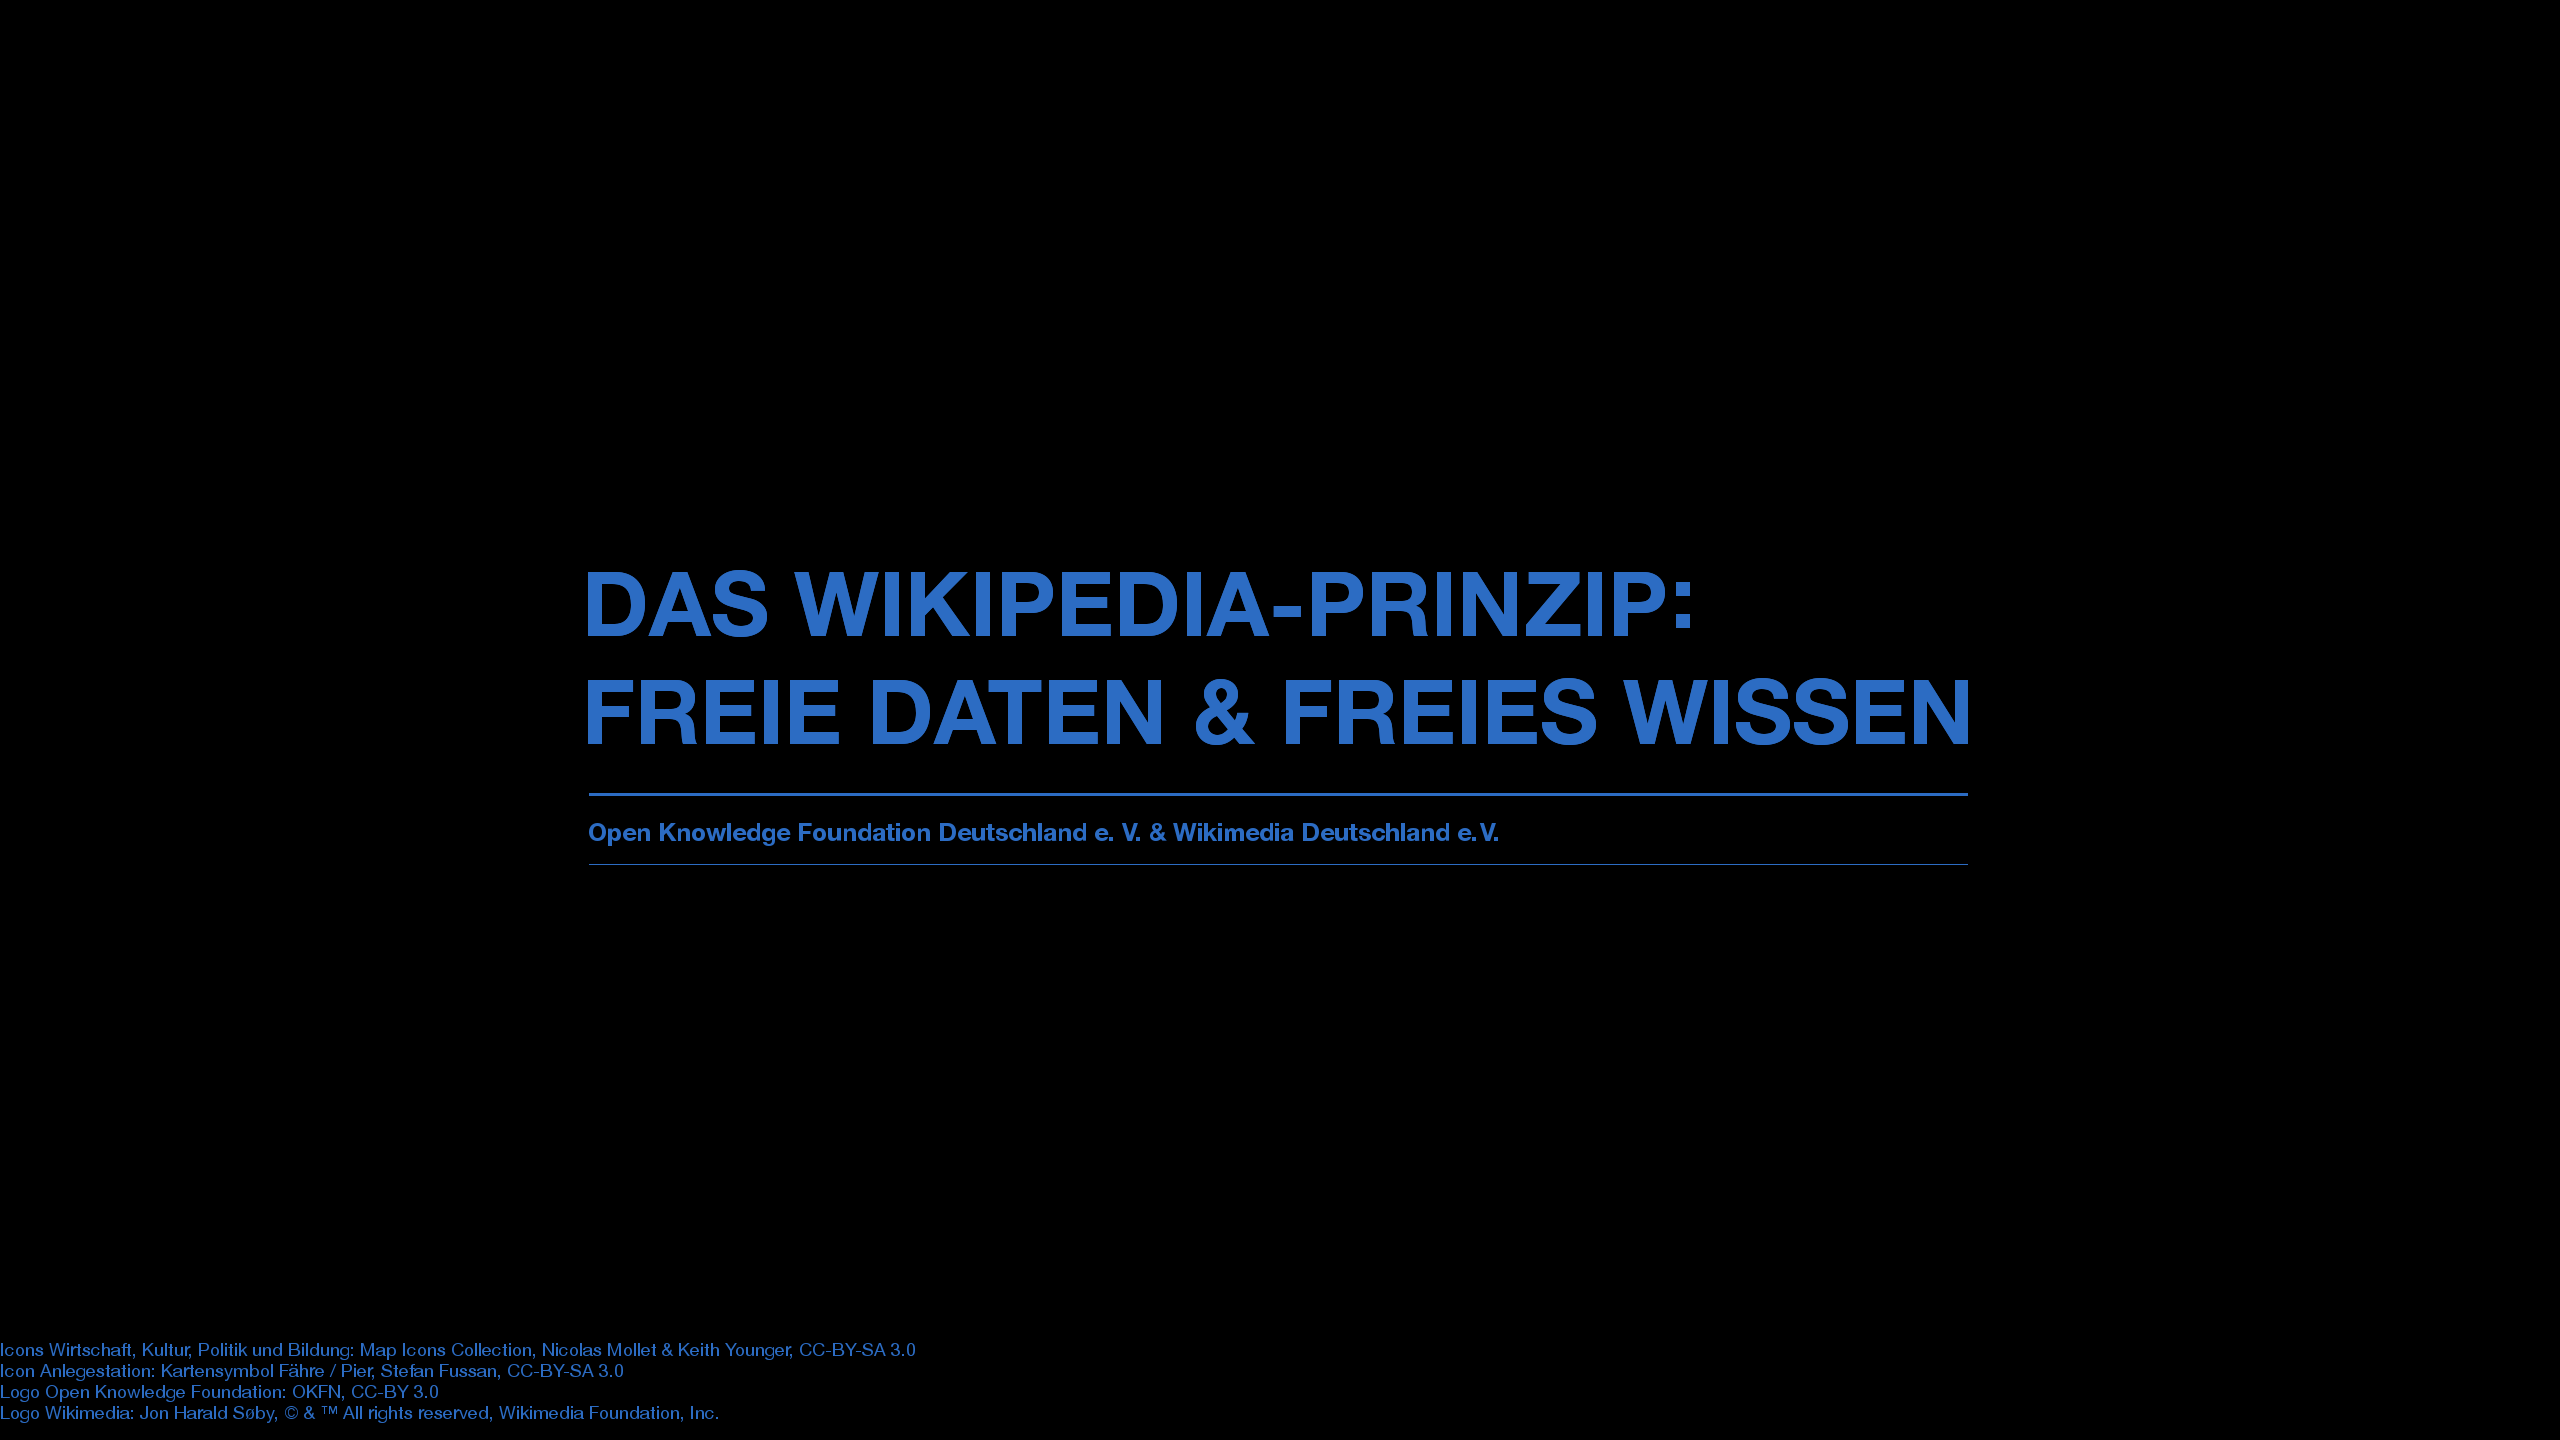 DAS WIKIPEDIA-PRINZIP:
FREIE DATEN & FREIES WISSEN
Open Knowledge Foundation Deutschland e. V. & Wikimedia Deutschland e.V.
Icons Wirtschaft, Kultur, Politik und Bildung: Map Icons Collection, Nicolas Mollet & Keith Younger, CC-BY-SA 3.0
Icon Anlegestation: Kartensymbol Fähre / Pier, Stefan Fussan, CC-BY-SA 3.0
Logo Open Knowledge Foundation: OKFN, CC-BY 3.0
Logo Wikimedia: Jon Harald Søby, © & ™ All rights reserved, Wikimedia Foundation, Inc.